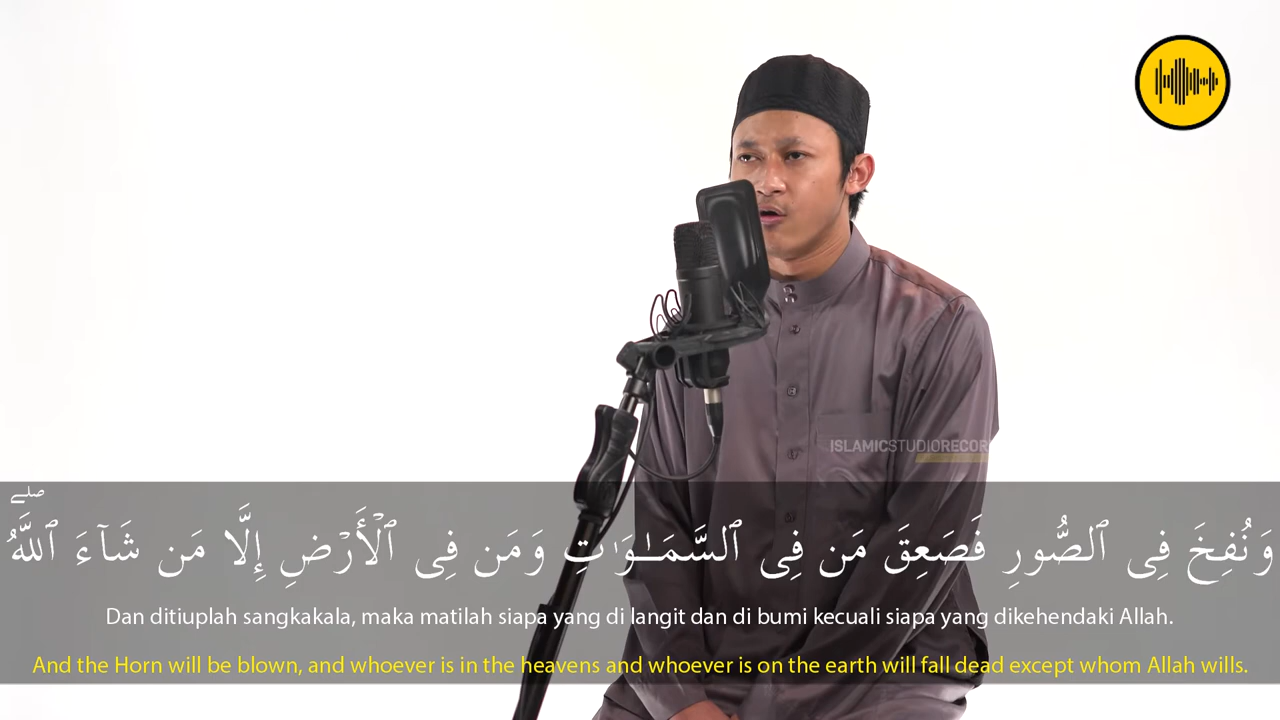 ISLAMICSTUDIORECOR
وَنُفِخَ فِى ٱلصُّورِ فَصَعِقَ مَن فِى ٱلسَّمَـٰوَٰتِ وَمَن فِى ٱلْأَرْضِ إِلَّا مَن شَآءَ ٱللَّهُ ۖ
Dan ditiuplah sangkakala, maka matilah siapa yang di langit dan di bumi kecuali siapa yang dikehendaki Allah.
And the Horn will be blown, and whoever is in the heavens and whoever is on the earth will fall dead except whom Allah wills.